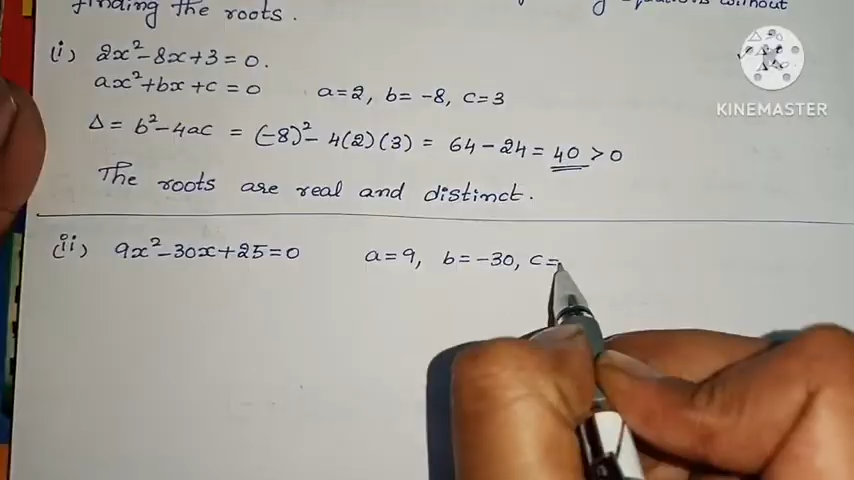 finding the roots. equations without
(i) 2x²-8x+3=0.
ax²+bx+c=0 a=2, b=-8, c=3
Δ= b²-4ac = (-8)²-4(2)(3) = 64-24 = 40 >0
The roots are real and distinct.
(ii) 9x²-30x+25=0 a=9, b=-30, c=
KINEMASTER